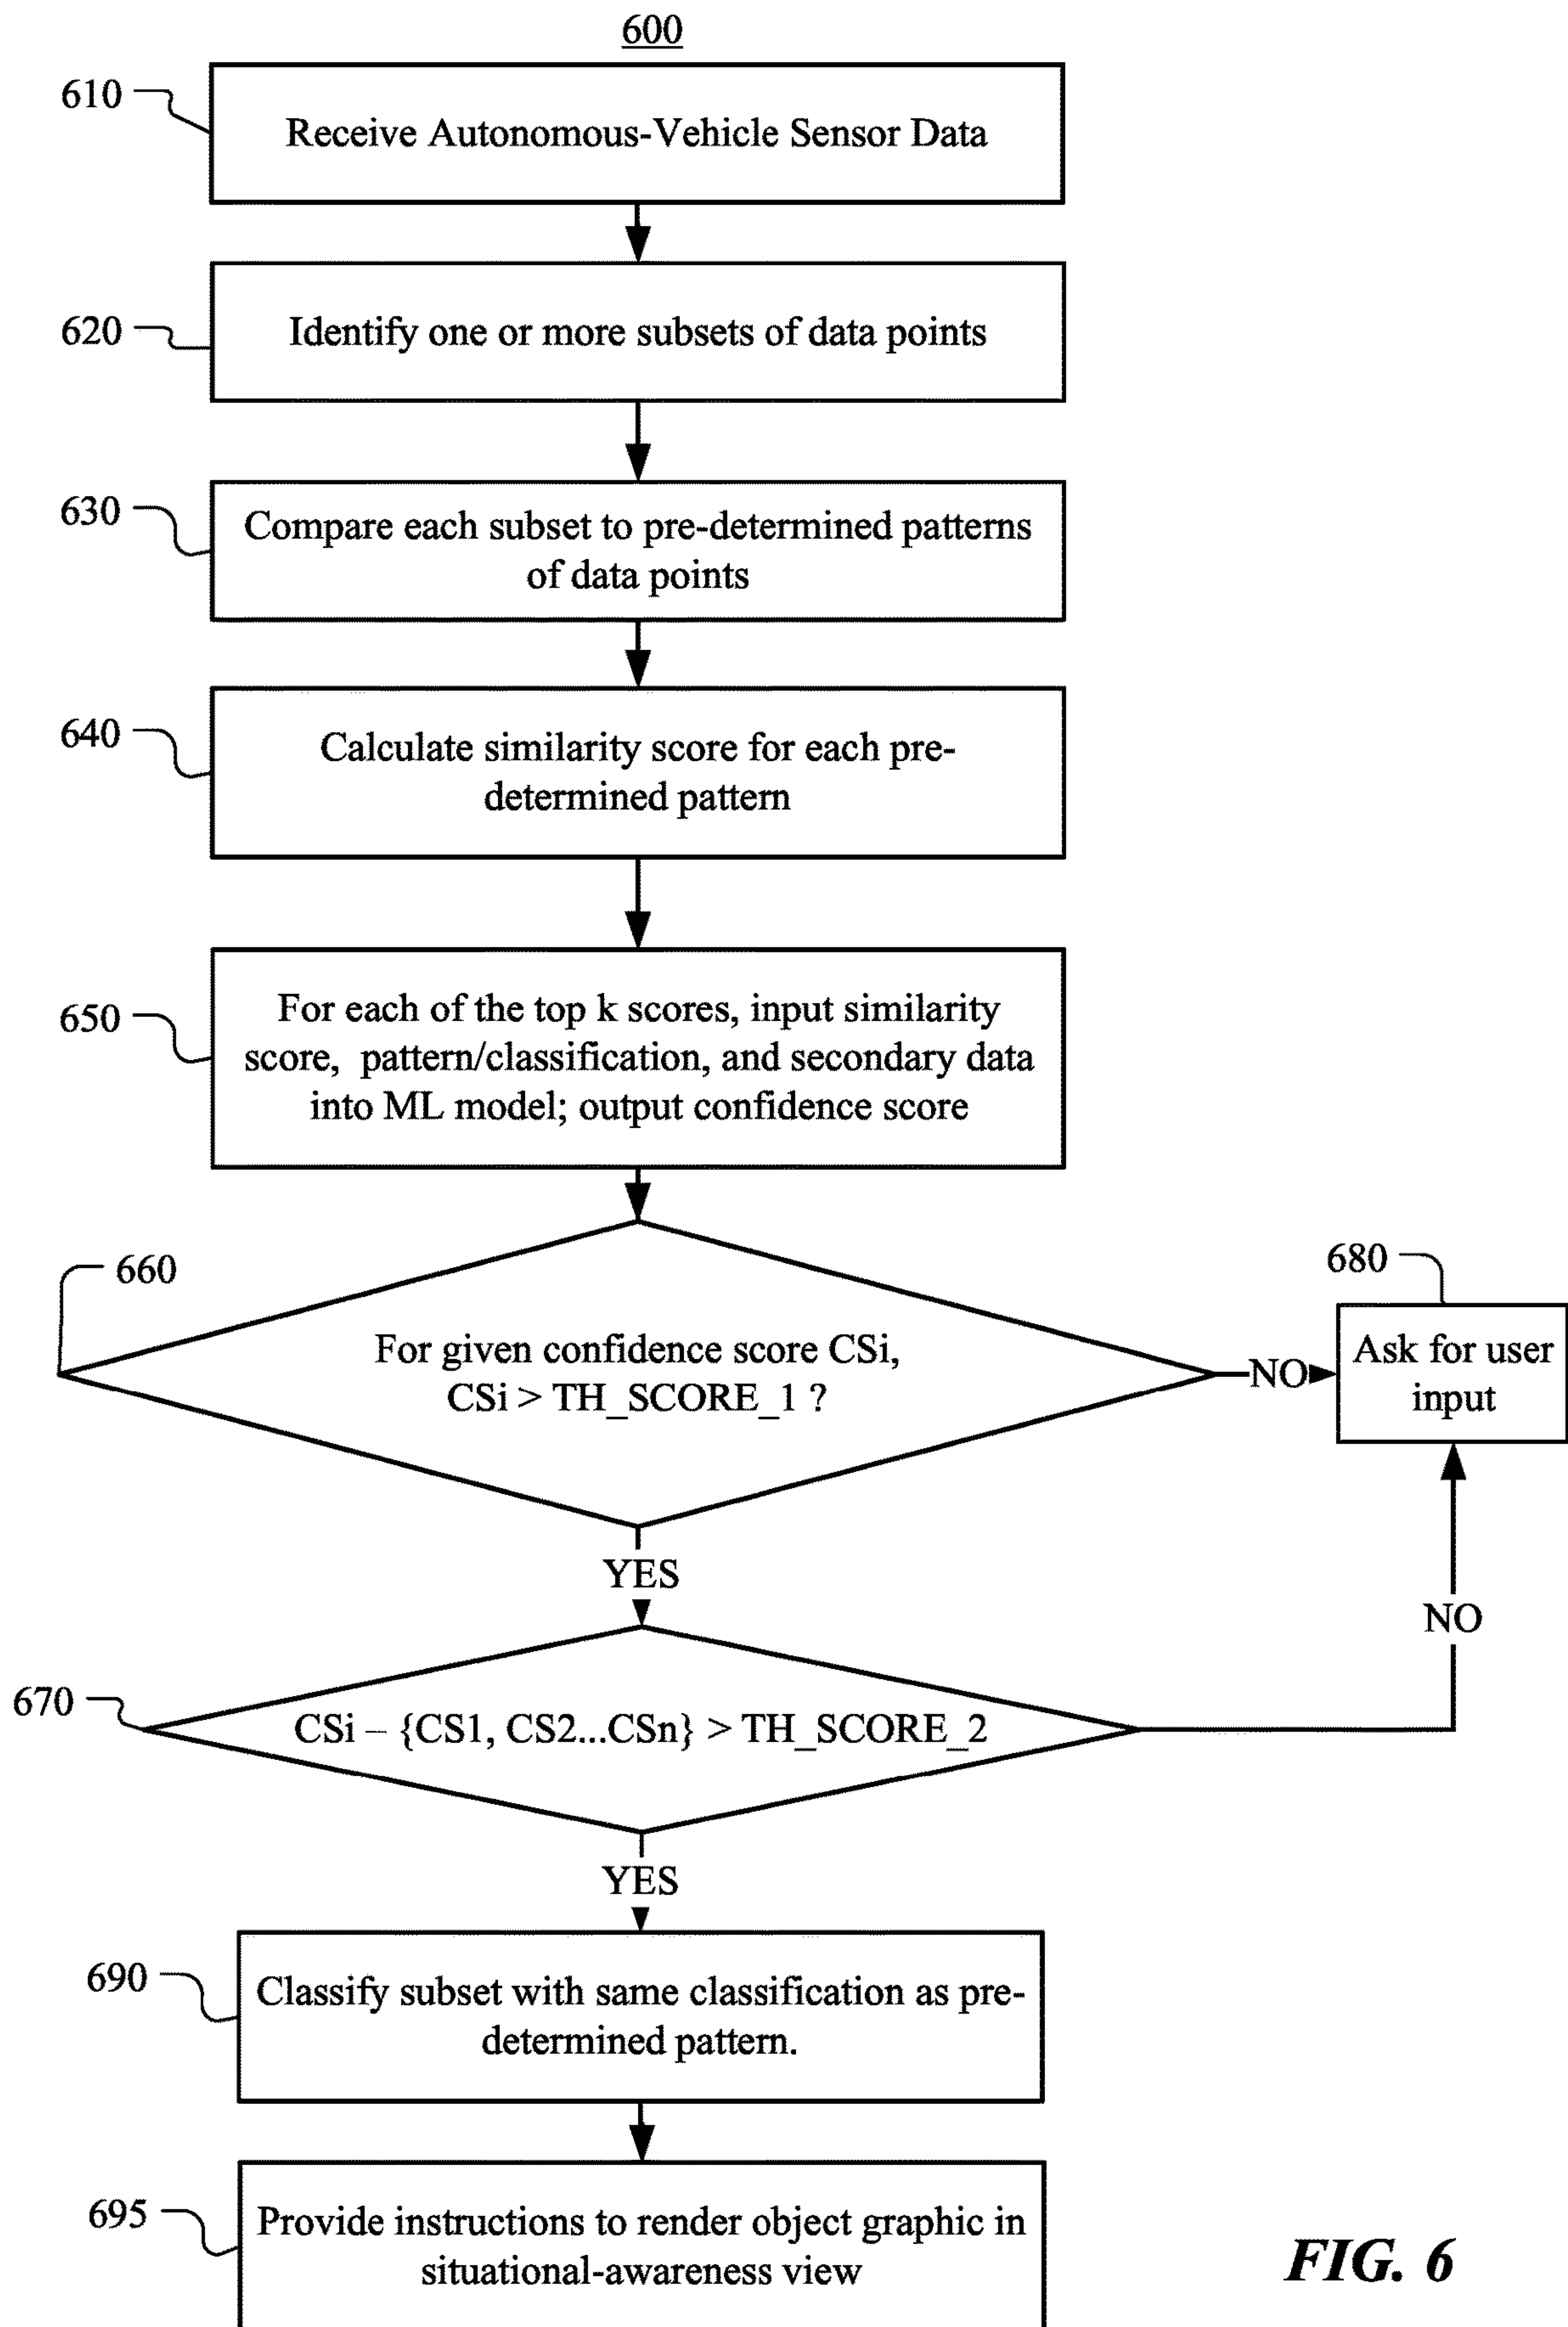 600
610
Receive Autonomous-Vehicle Sensor Data
620
Identify one or more subsets of data points
630
Compare each subset to pre-determined patterns
of data points
640
Calculate similarity score for each pre-
determined pattern
650
For each of the top k scores, input similarity
score, pattern/classification, and secondary data
into ML model; output confidence score
660
For given confidence score CSi,
CSi > TH_SCORE_1 ?
NO
680
Ask for user
input
YES
NO
670
CSi – {CS1, CS2...CSn} > TH_SCORE_2
YES
690
Classify subset with same classification as pre-
determined pattern.
695
Provide instructions to render object graphic in
situational-awareness view
FIG. 6